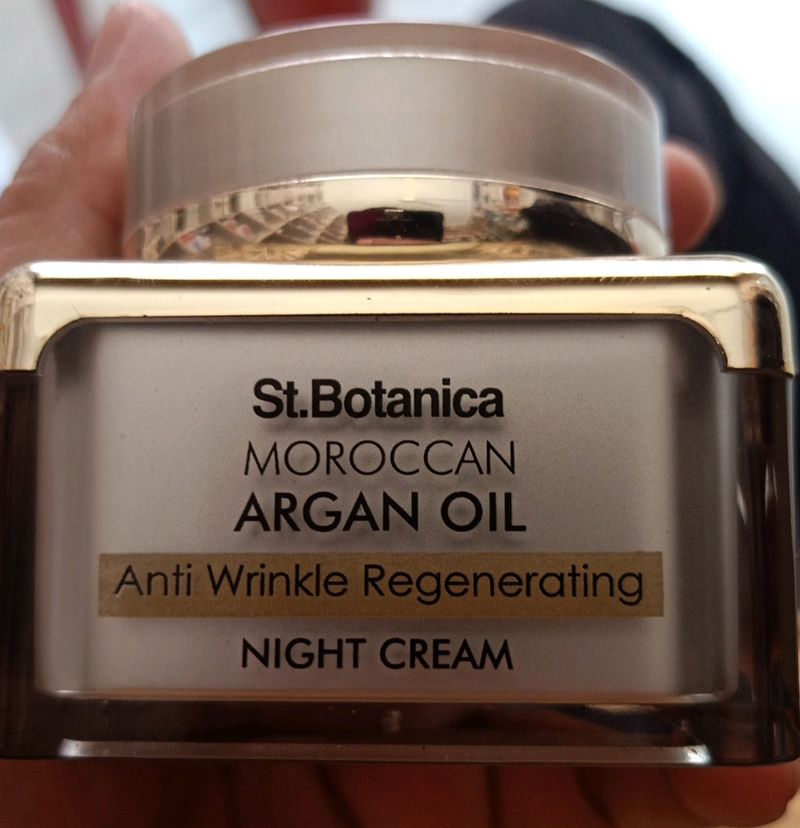 St.Botanica
MOROCCAN
ARGAN OIL
Anti Wrinkle Regenerating
NIGHT CREAM